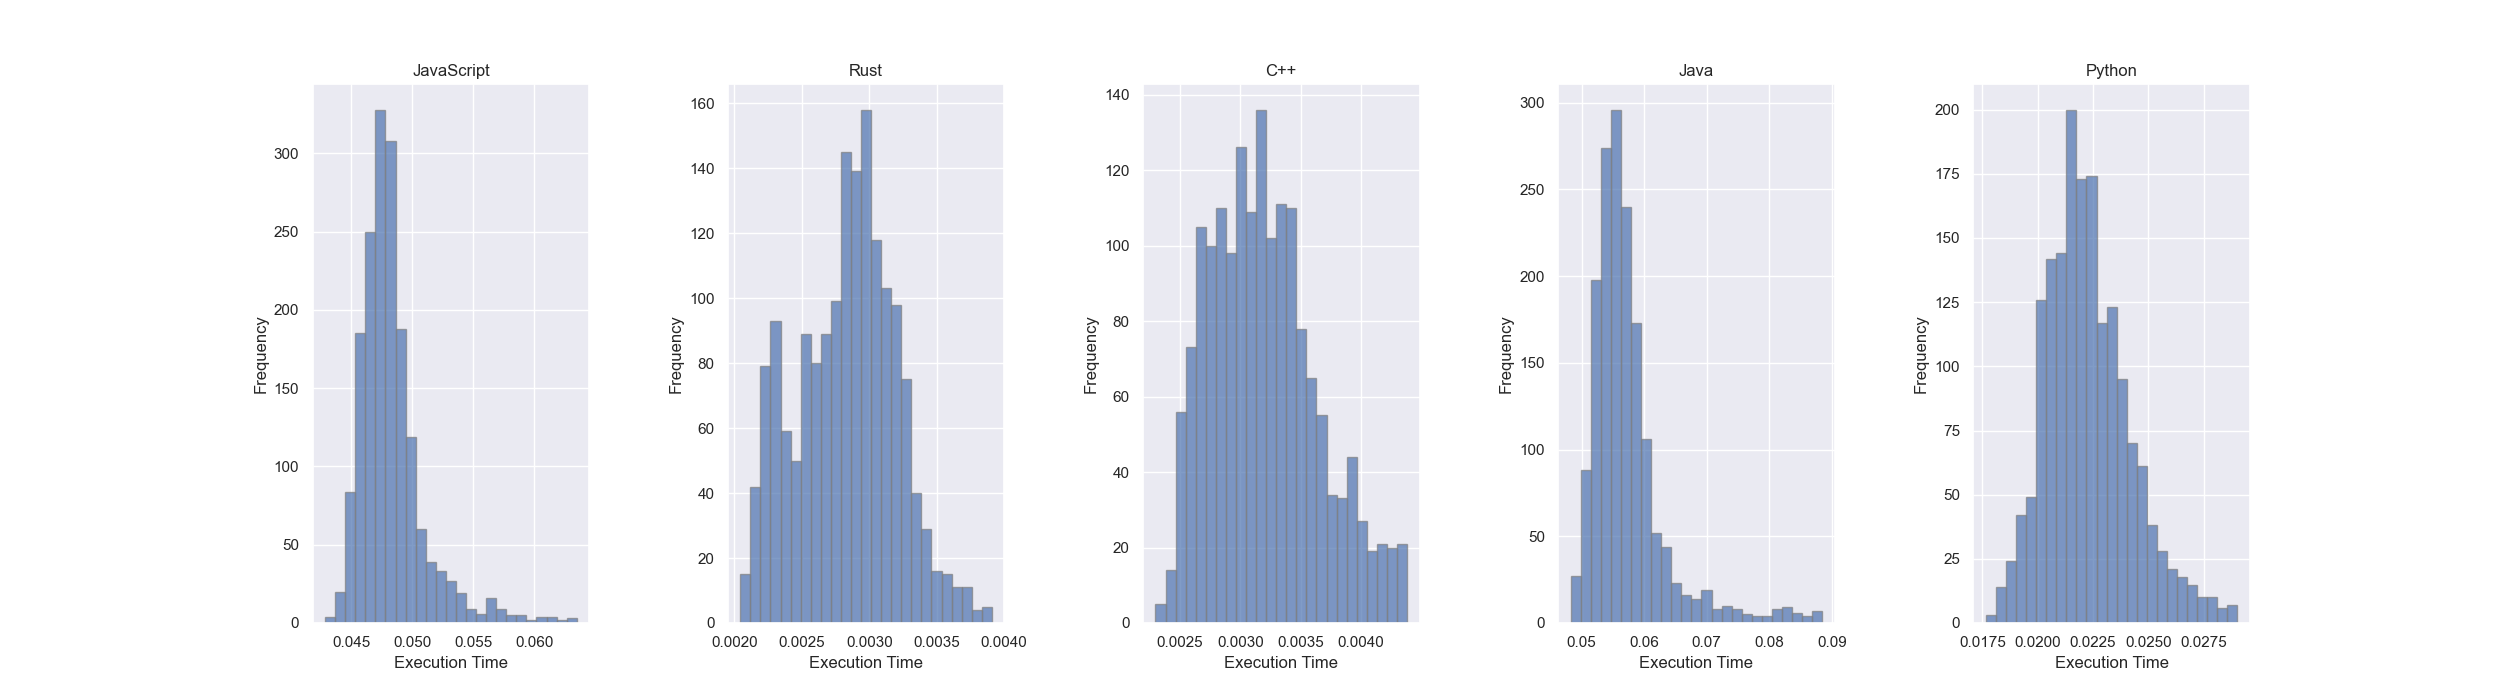 JavaScript
Frequency
300
250
200
150
100
50
0
0.045 0.050 0.055 0.060
Execution Time
Rust
Frequency
160
140
120
100
80
60
40
20
0
0.0020 0.0025 0.0030 0.0035 0.0040
Execution Time
C++
Frequency
140
120
100
80
60
40
20
0
0.0025 0.0030 0.0035 0.0040
Execution Time
Java
Frequency
300
250
200
150
100
50
0
0.05 0.06 0.07 0.08 0.09
Execution Time
Python
Frequency
200
175
150
125
100
75
50
25
0
0.0175 0.0200 0.0225 0.0250 0.0275
Execution Time